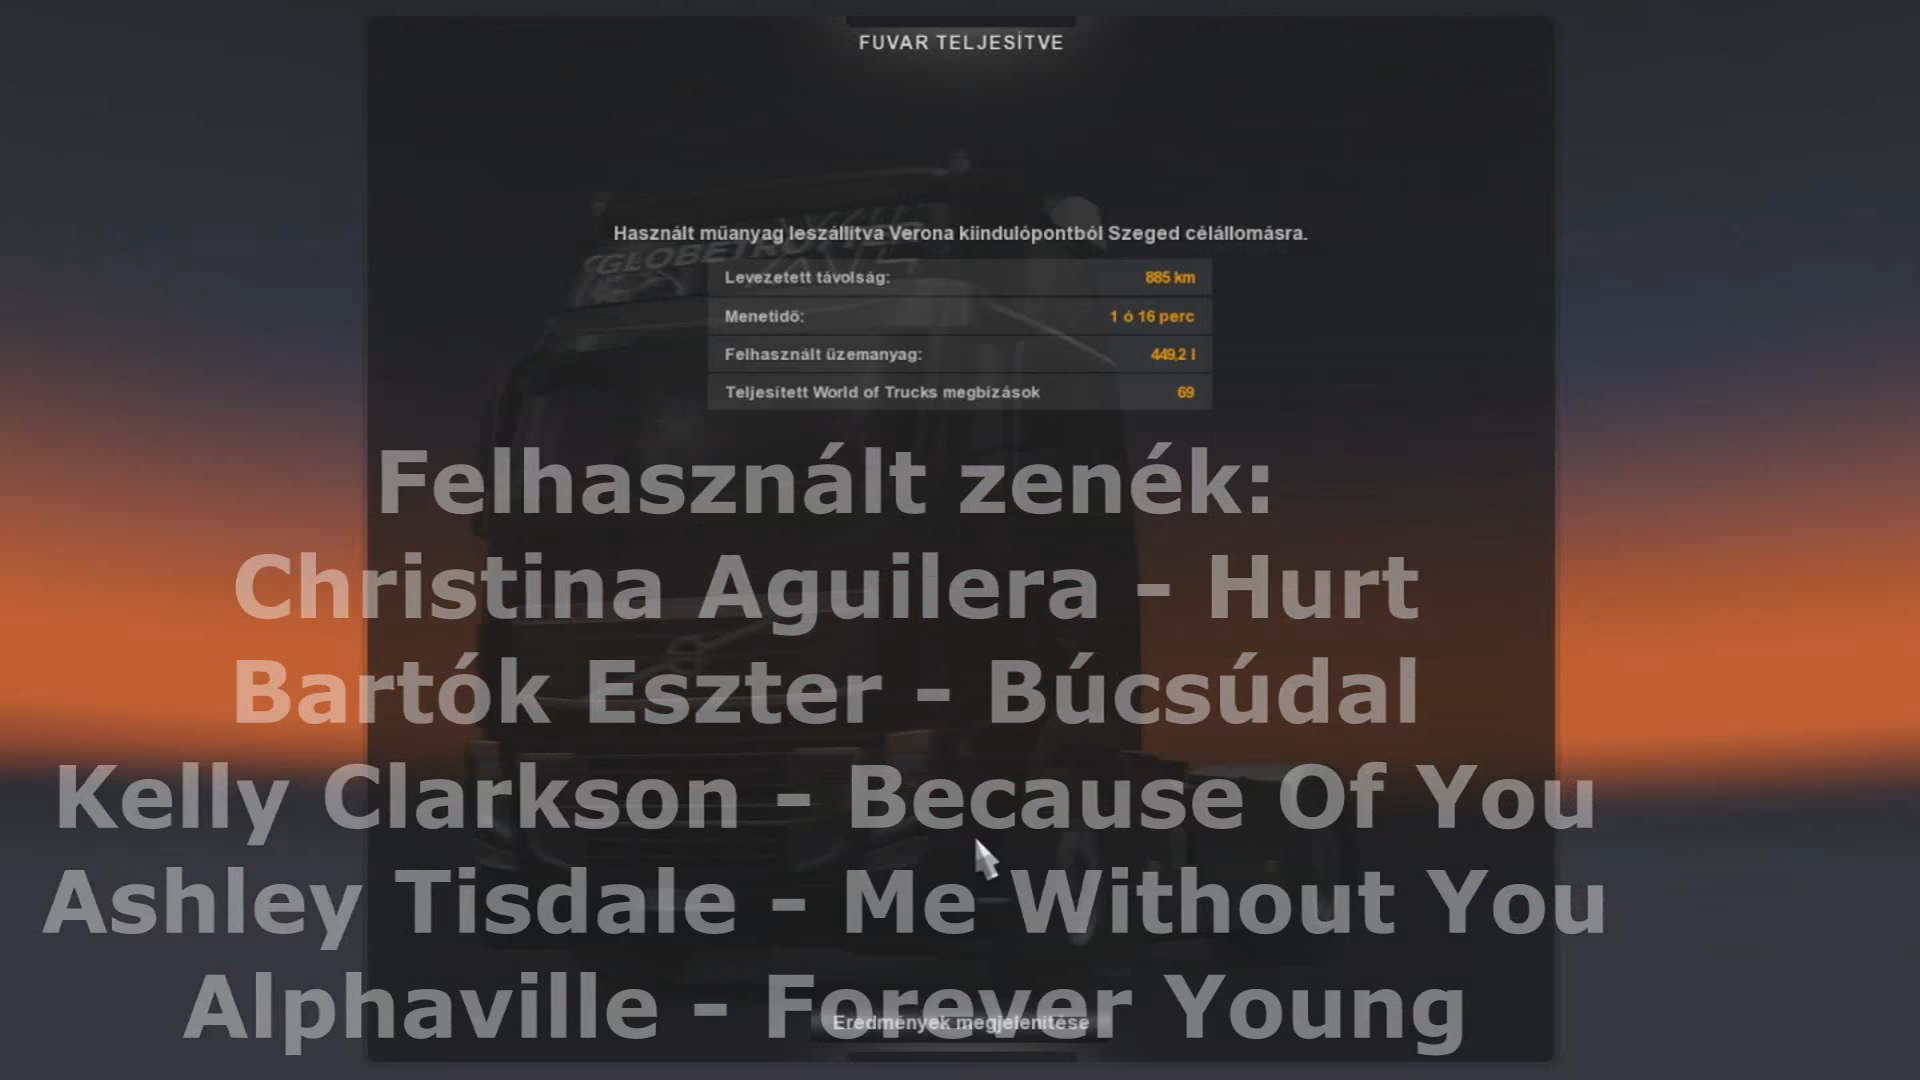 FUVAR TELJESÍTVE
Használt műanyag leszállítva Verona kiindulópontból Szeged célállomásra.
GLOBETROTTER
Levezetett távolság: 885 km
Menetidő: 1 ó 16 perc
Felhasznált üzemanyag: 449,2 l
Teljesített World of Trucks megbízások 69
Felhasznált zenék:
Christina Aguilera - Hurt
Bartók Eszter - Búcsúdal
Kelly Clarkson - Because Of You
Ashley Tisdale - Me Without You
Alphaville - Forever Young
Eredmények megjelenítése